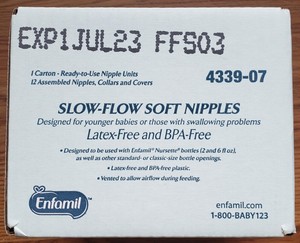 EXP1JUL23 FFS03
1 Carton - Ready-to-Use Nipple Units
12 Assembled Nipples, Collars and Covers
4339-07
SLOW-FLOW SOFT NIPPLES
Designed for younger babies or those with swallowing problems
Latex-Free and BPA-Free
• Designed to be used with Enfamil® Nursette® bottles (2 and 6 fl oz),
as well as other standard- or classic-size bottle openings.
• Latex-free and BPA-free plastic.
• Vented to allow airflow during feeding.
Enfamil
enfamil.com
1-800-BABY123